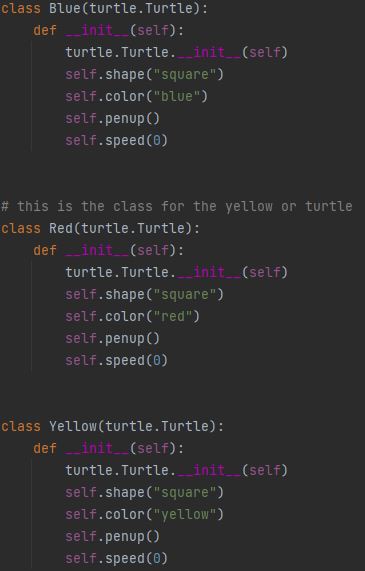 class Blue(turtle.Turtle):
    def __init__(self):
        turtle.Turtle.__init__(self)
        self.shape("square")
        self.color("blue")
        self.penup()
        self.speed(0)
# this is the class for the yellow or turtle
class Red(turtle.Turtle):
    def __init__(self):
        turtle.Turtle.__init__(self)
        self.shape("square")
        self.color("red")
        self.penup()
        self.speed(0)
class Yellow(turtle.Turtle):
    def __init__(self):
        turtle.Turtle.__init__(self)
        self.shape("square")
        self.color("yellow")
        self.penup()
        self.speed(0)